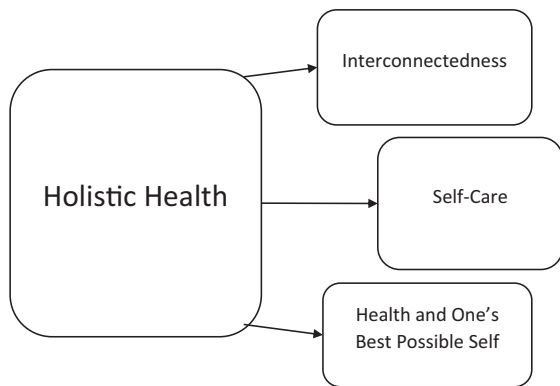 Interconnectedness
Holistic Health
Self-Care
Health and One’s
Best Possible Self